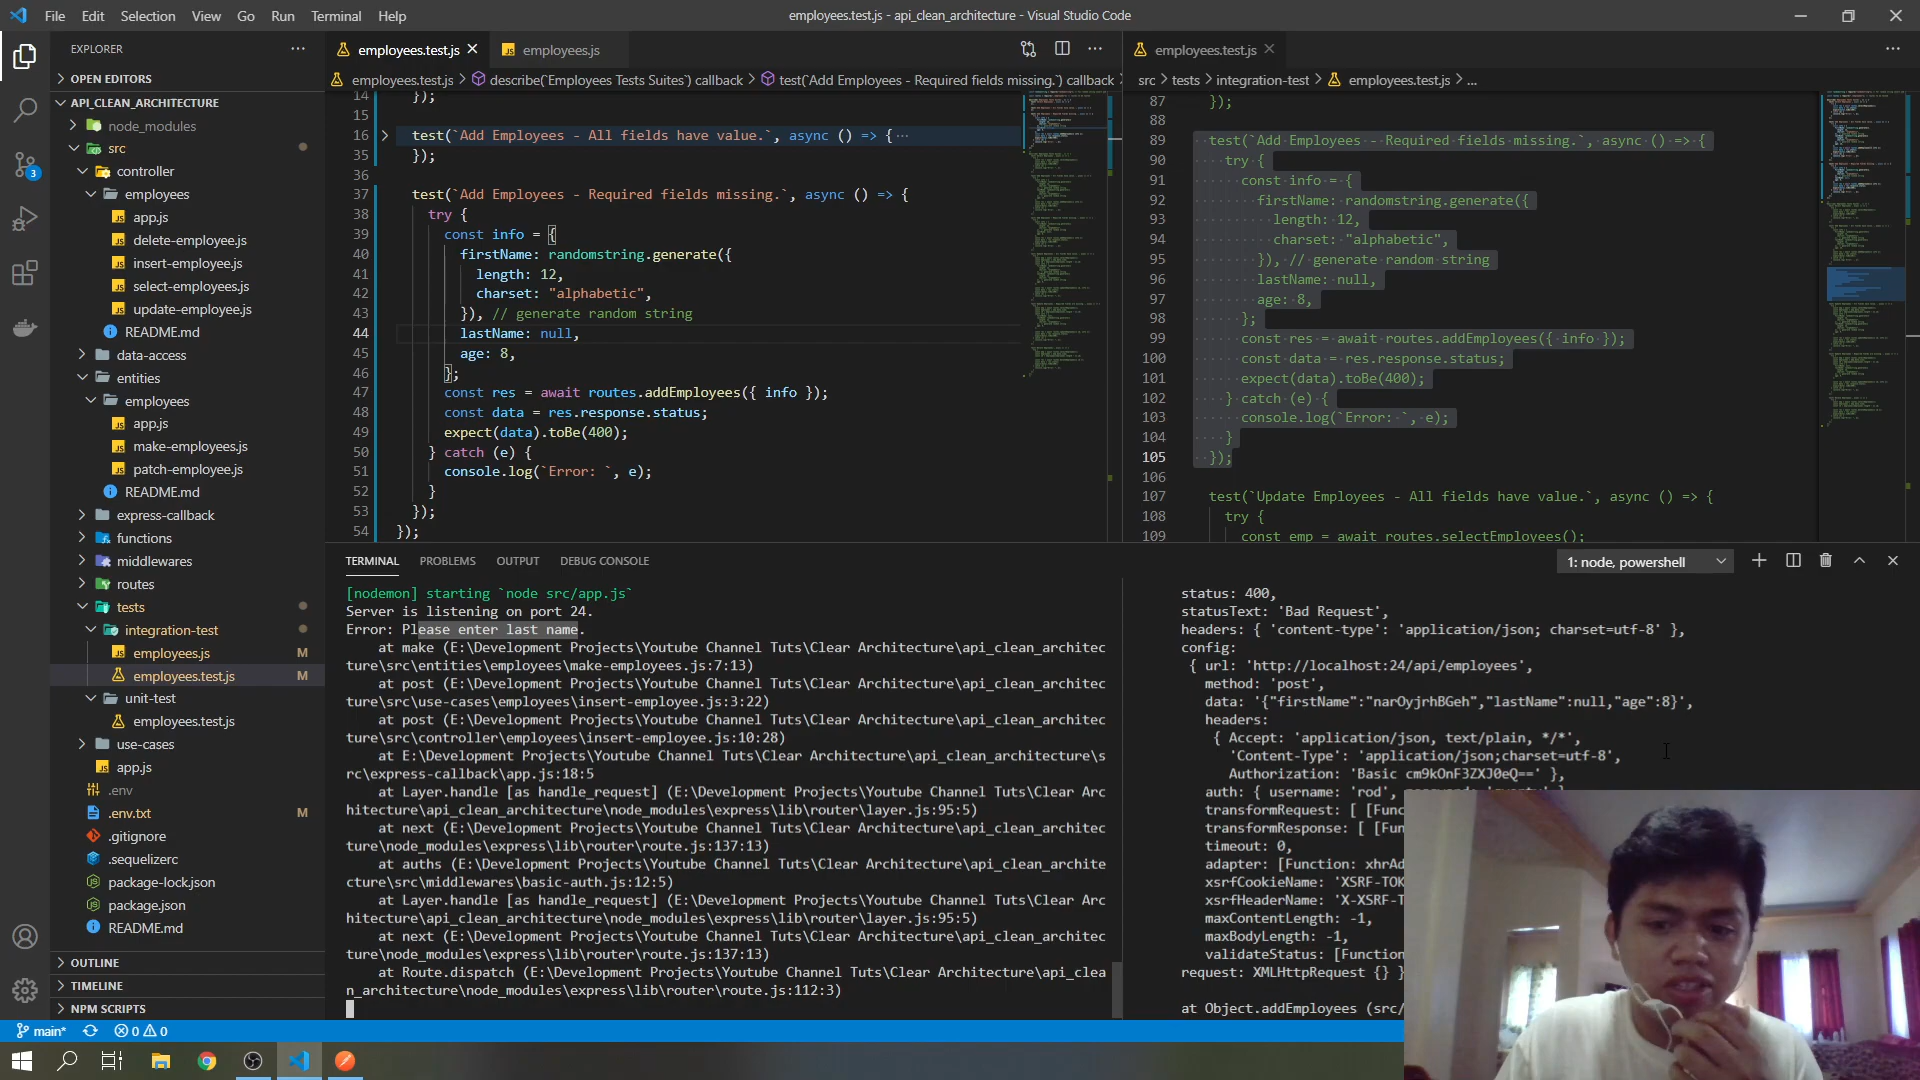 File Edit Selection View Go Run Terminal Help
employees.test.js - api_clean_architecture - Visual Studio Code
EXPLORER
OPEN EDITORS
API_CLEAN_ARCHITECTURE
node_modules
src
controller
employees
app.js
delete-employee.js
insert-employee.js
select-employees.js
update-employee.js
README.md
data-access
entities
employees
app.js
make-employees.js
patch-employee.js
README.md
express-callback
functions
middlewares
routes
tests
integration-test
employees.js M
employees.test.js M
unit-test
employees.test.js
use-cases
app.js
.env
.env.txt M
.gitignore
.sequelizerc
package-lock.json
package.json
README.md
OUTLINE
TIMELINE
NPM SCRIPTS
3
employees.test.js
employees.js
employees.test.js > describe(`Employees Tests Suites`) callback > test(`Add Employees - Required fields missing.`) callback
14 });
15
16 test(`Add Employees - All fields have value.`, async () => { ···
35 });
36
37 test(`Add Employees - Required fields missing.`, async () => {
38 try {
39 const info = {
40 firstName: randomstring.generate({
41 length: 12,
42 charset: "alphabetic",
43 }), // generate random string
44 lastName: null,
45 age: 8,
46 };
47 const res = await routes.addEmployees({ info });
48 const data = res.response.status;
49 expect(data).toBe(400);
50 } catch (e) {
51 console.log(`Error: `, e);
52 }
53 });
54 });
employees.test.js
src > tests > integration-test > employees.test.js > ...
87 });
88
89 test(`Add Employees - Required fields missing.`, async () => {
90 try {
91 const info = {
92 firstName: randomstring.generate({
93 length: 12,
94 charset: "alphabetic",
95 }), // generate random string
96 lastName: null,
97 age: 8,
98 };
99 const res = await routes.addEmployees({ info });
100 const data = res.response.status;
101 expect(data).toBe(400);
102 } catch (e) {
103 console.log(`Error: `, e);
104 }
105 });
106
107 test(`Update Employees - All fields have value.`, async () => {
108 try {
109 const emp = await routes.selectEmployees();
TERMINAL PROBLEMS OUTPUT DEBUG CONSOLE
1: node, powershell
[nodemon] starting `node src/app.js`
Server is listening on port 24.
Error: Please enter last name.
at make (E:\Development Projects\Youtube Channel Tuts\Clear Architecture\api_clean_architec
ture\src\entities\employees\make-employees.js:7:13)
at post (E:\Development Projects\Youtube Channel Tuts\Clear Architecture\api_clean_architec
ture\src\use-cases\employees\insert-employee.js:3:22)
at post (E:\Development Projects\Youtube Channel Tuts\Clear Architecture\api_clean_architec
ture\src\controller\employees\insert-employee.js:10:28)
at E:\Development Projects\Youtube Channel Tuts\Clear Architecture\api_clean_architecture\s
rc\express-callback\app.js:18:5
at Layer.handle [as handle_request] (E:\Development Projects\Youtube Channel Tuts\Clear Arc
hitecture\api_clean_architecture\node_modules\express\lib\router\layer.js:95:5)
at next (E:\Development Projects\Youtube Channel Tuts\Clear Architecture\api_clean_architec
ture\node_modules\express\lib\router\route.js:137:13)
at auths (E:\Development Projects\Youtube Channel Tuts\Clear Architecture\api_clean_archite
cture\src\middlewares\basic-auth.js:12:5)
at Layer.handle [as handle_request] (E:\Development Projects\Youtube Channel Tuts\Clear Arc
hitecture\api_clean_architecture\node_modules\express\lib\router\layer.js:95:5)
at next (E:\Development Projects\Youtube Channel Tuts\Clear Architecture\api_clean_architec
ture\node_modules\express\lib\router\route.js:137:13)
at Route.dispatch (E:\Development Projects\Youtube Channel Tuts\Clear Architecture\api_clea
n_architecture\node_modules\express\lib\router\route.js:112:3)
status: 400,
statusText: 'Bad Request',
headers: { 'content-type': 'application/json; charset=utf-8' },
config:
{ url: 'http://localhost:24/api/employees',
method: 'post',
data: '{"firstName":"narOyjrhBGeh","lastName":null,"age":8}',
headers:
{ Accept: 'application/json, text/plain, */*',
'Content-Type': 'application/json;charset=utf-8',
Authorization: 'Basic cm9kOnF3ZXJ0eQ==' },
auth: { username: 'rod',
transformRequest: [ [Func
transformResponse: [ [Fun
timeout: 0,
adapter: [Function: xhrAd
xsrfCookieName: 'XSRF-TOK
xsrfHeaderName: 'X-XSRF-T
maxContentLength: -1,
maxBodyLength: -1,
validateStatus: [Function
request: XMLHttpRequest {} }
at Object.addEmployees (src/
main* 0 0